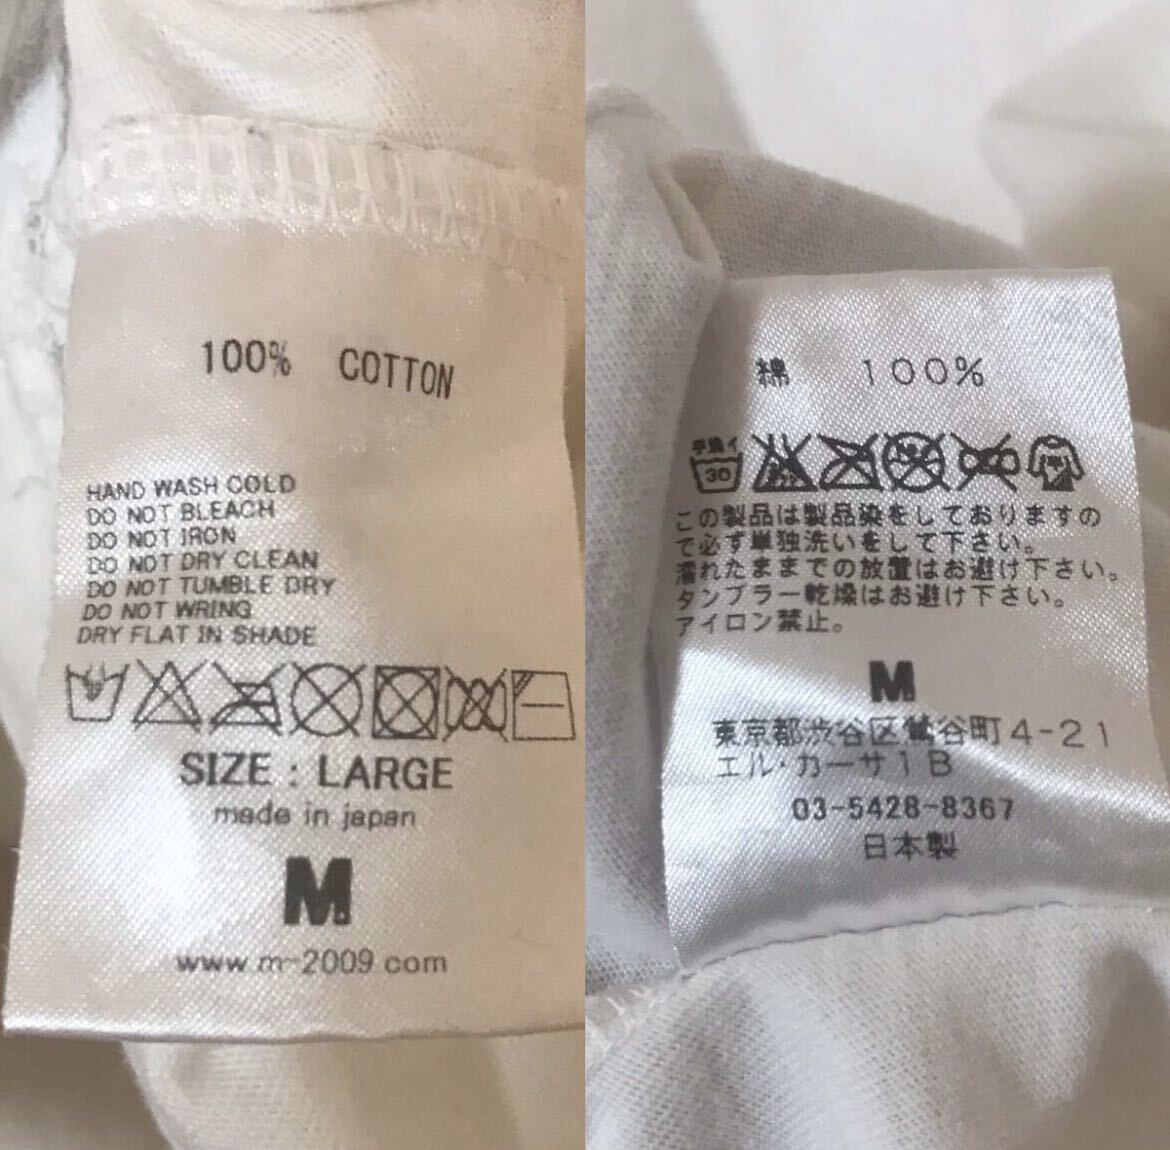 100% COTTON
HAND WASH COLD
DO NOT BLEACH
DO NOT IRON
DO NOT DRY CLEAN
DO NOT TUMBLE DRY
DO NOT WRING
DRY FLAT IN SHADE
SIZE : LARGE
made in japan
M
www.m-2009.com
綿 100%
手洗イ
30
この製品は製品染をしておりますの
で必ず単独洗いをして下さい。
濡れたままでの放置はお避け下さい。
タンブラー乾燥はお避け下さい。
アイロン禁止。
M
東京都渋谷区鶯谷町4-21
エル・カーサ1B
03-5428-8367
日本製